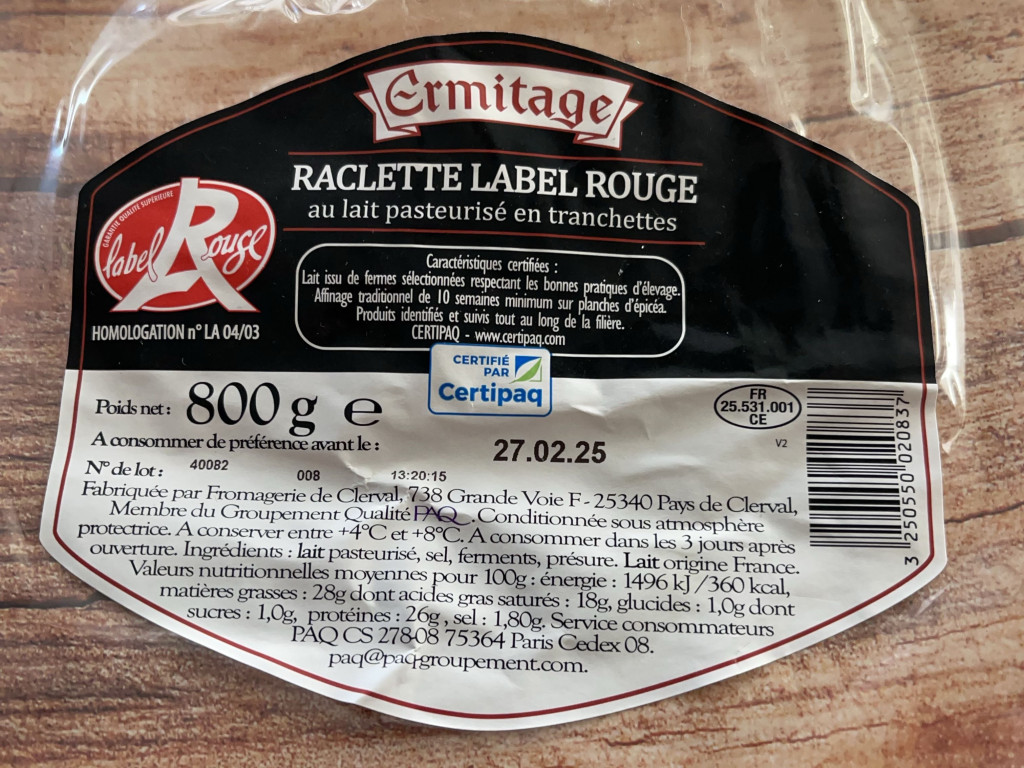 Ermitage
RACLETTE LABEL ROUGE
au lait pasteurisé en tranchettes
GARANTIE QUALITÉ SUPÉRIEURE
label Rouge
HOMOLOGATION n° LA 04/03
Caractéristiques certifiées :
Lait issu de fermes sélectionnées respectant les bonnes pratiques d'élevage.
Affinage traditionnel de 10 semaines minimum sur planches d'épicéa.
Produits identifiés et suivis tout au long de la filière.
CERTIPAQ - www.certipaq.com
CERTIFIÉ
PAR
Certipaq
Poids net : 800 g e
FR
25.531.001
CE
V2
A consommer de préférence avant le : 27.02.25
N° de lot : 40082 008 13:20:15
Fabriquée par Fromagerie de Clerval, 738 Grande Voie F - 25340 Pays de Clerval,
Membre du Groupement Qualité PAQ. Conditionnée sous atmosphère
protectrice. A conserver entre +4°C et +8°C. A consommer dans les 3 jours après
ouverture. Ingrédients : lait pasteurisé, sel, ferments, présure. Lait origine France.
Valeurs nutritionnelles moyennes pour 100g : énergie : 1496 kJ / 360 kcal,
matières grasses : 28g dont acides gras saturés : 18g, glucides : 1,0g dont
sucres : 1,0g, protéines : 26g, sel : 1,80g. Service consommateurs
PAQ CS 27808 75364 Paris Cedex 08.
paq@paq-groupement.com.
3 250550 020837